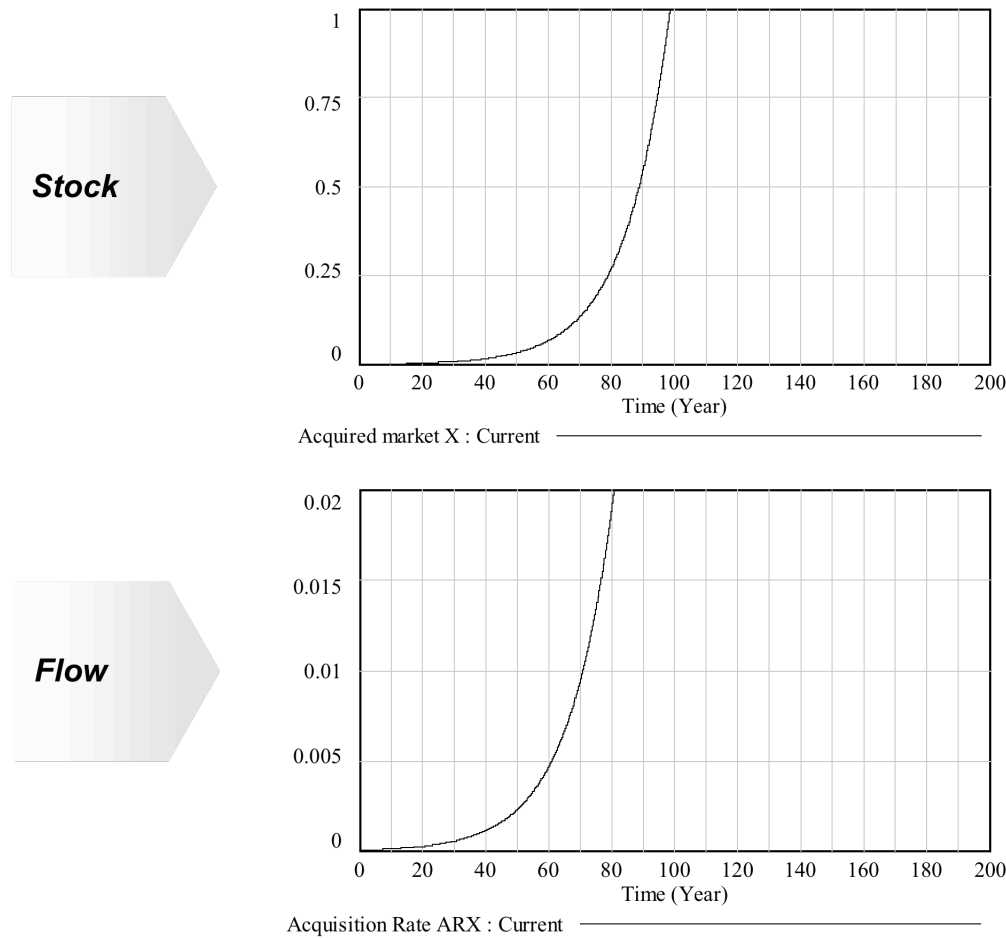 Stock
1
0.75
0.5
0.25
0
0 20 40 60 80 100 120 140 160 180 200
Time (Year)
Acquired market X : Current
Flow
0.02
0.015
0.01
0.005
0
0 20 40 60 80 100 120 140 160 180 200
Time (Year)
Acquisition Rate ARX : Current